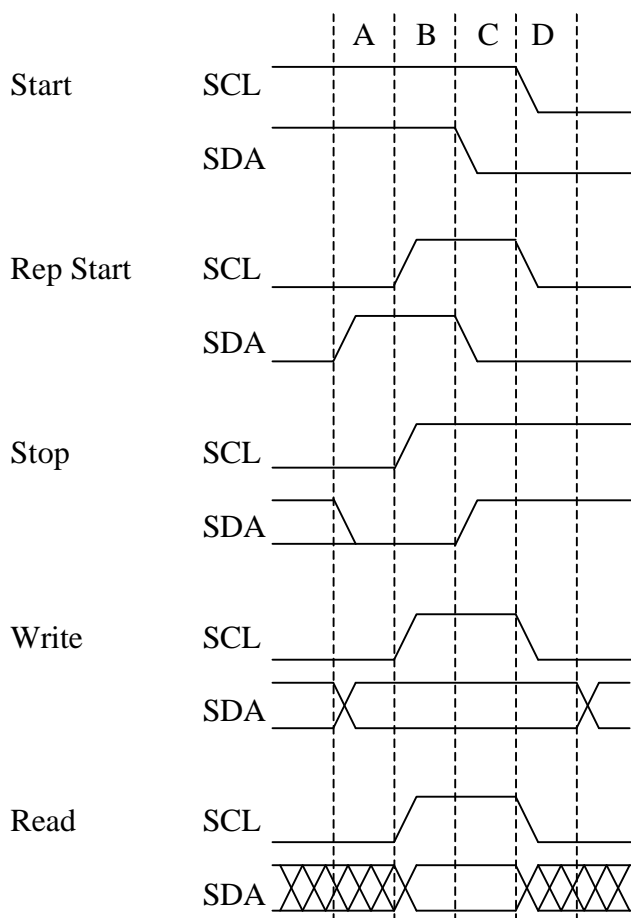 A B C D
Start SCL
SDA
Rep Start SCL
SDA
Stop SCL
SDA
Write SCL
SDA
Read SCL
SDA